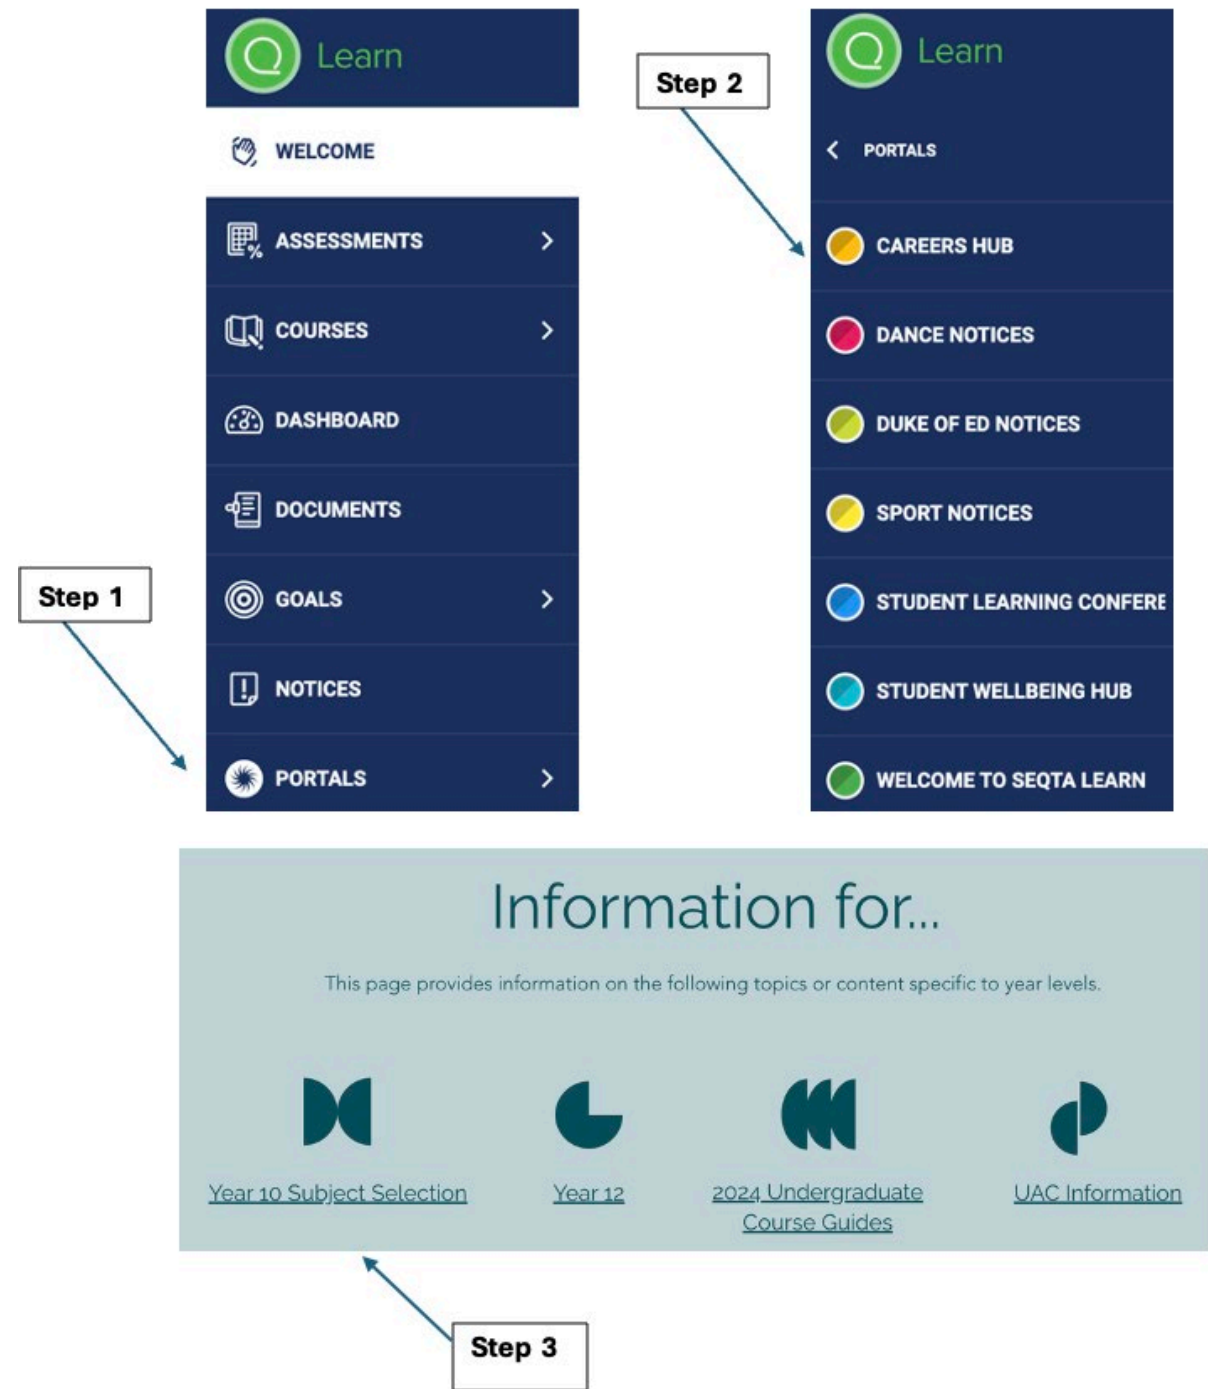 Learn
WELCOME
ASSESSMENTS
COURSES
DASHBOARD
DOCUMENTS
Step 1
GOALS
NOTICES
PORTALS
Step 2
Learn
PORTALS
CAREERS HUB
DANCE NOTICES
DUKE OF ED NOTICES
SPORT NOTICES
STUDENT LEARNING CONFERE
STUDENT WELLBEING HUB
WELCOME TO SEQTA LEARN
Information for...
This page provides information on the following topics or content specific to year levels.
Year 10 Subject Selection
Year 12
2024 Undergraduate
Course Guides
UAC Information
Step 3